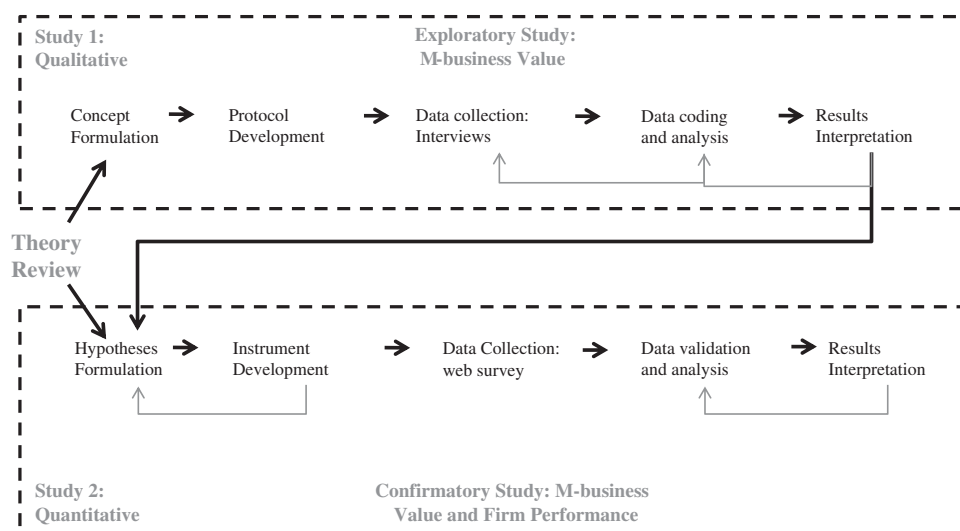 Study 1:
Qualitative
Exploratory Study:
M-business Value
Concept
Formulation
Protocol
Development
Data collection:
Interviews
Data coding
and analysis
Results
Interpretation
Theory
Review
Hypotheses
Formulation
Instrument
Development
Data Collection:
web survey
Data validation
and analysis
Results
Interpretation
Study 2:
Quantitative
Confirmatory Study: M-business
Value and Firm Performance